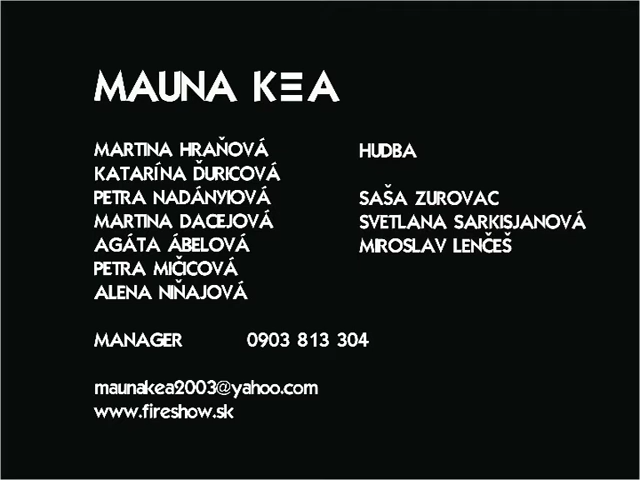 MAUNA KEA
MARTINA HRAŇOVÁ
KATARÍNA ĎURICOVÁ
PETRA NADÁNYIOVÁ
MARTINA DACEJOVÁ
AGÁTA ÁBELOVÁ
PETRA MIČICOVÁ
ALENA NIŇAJOVÁ
HUDBA
SAŠA ZUROVAC
SVETLANA SARKISJANOVÁ
MIROSLAV LENČEŠ
MANAGER 0903 813 304
maunakea2003@yahoo.com
www.fireshow.sk